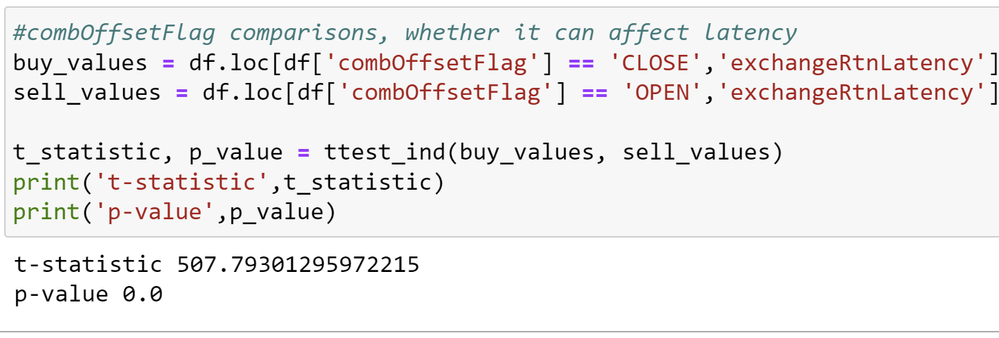 #combOffsetFlag comparisons, whether it can affect latency
buy_values = df.loc[df['combOffsetFlag'] == 'CLOSE','exchangeRtnLatency']
sell_values = df.loc[df['combOffsetFlag'] == 'OPEN','exchangeRtnLatency']
t_statistic, p_value = ttest_ind(buy_values, sell_values)
print('t-statistic',t_statistic)
print('p-value',p_value)
t-statistic 507.79301295972215
p-value 0.0